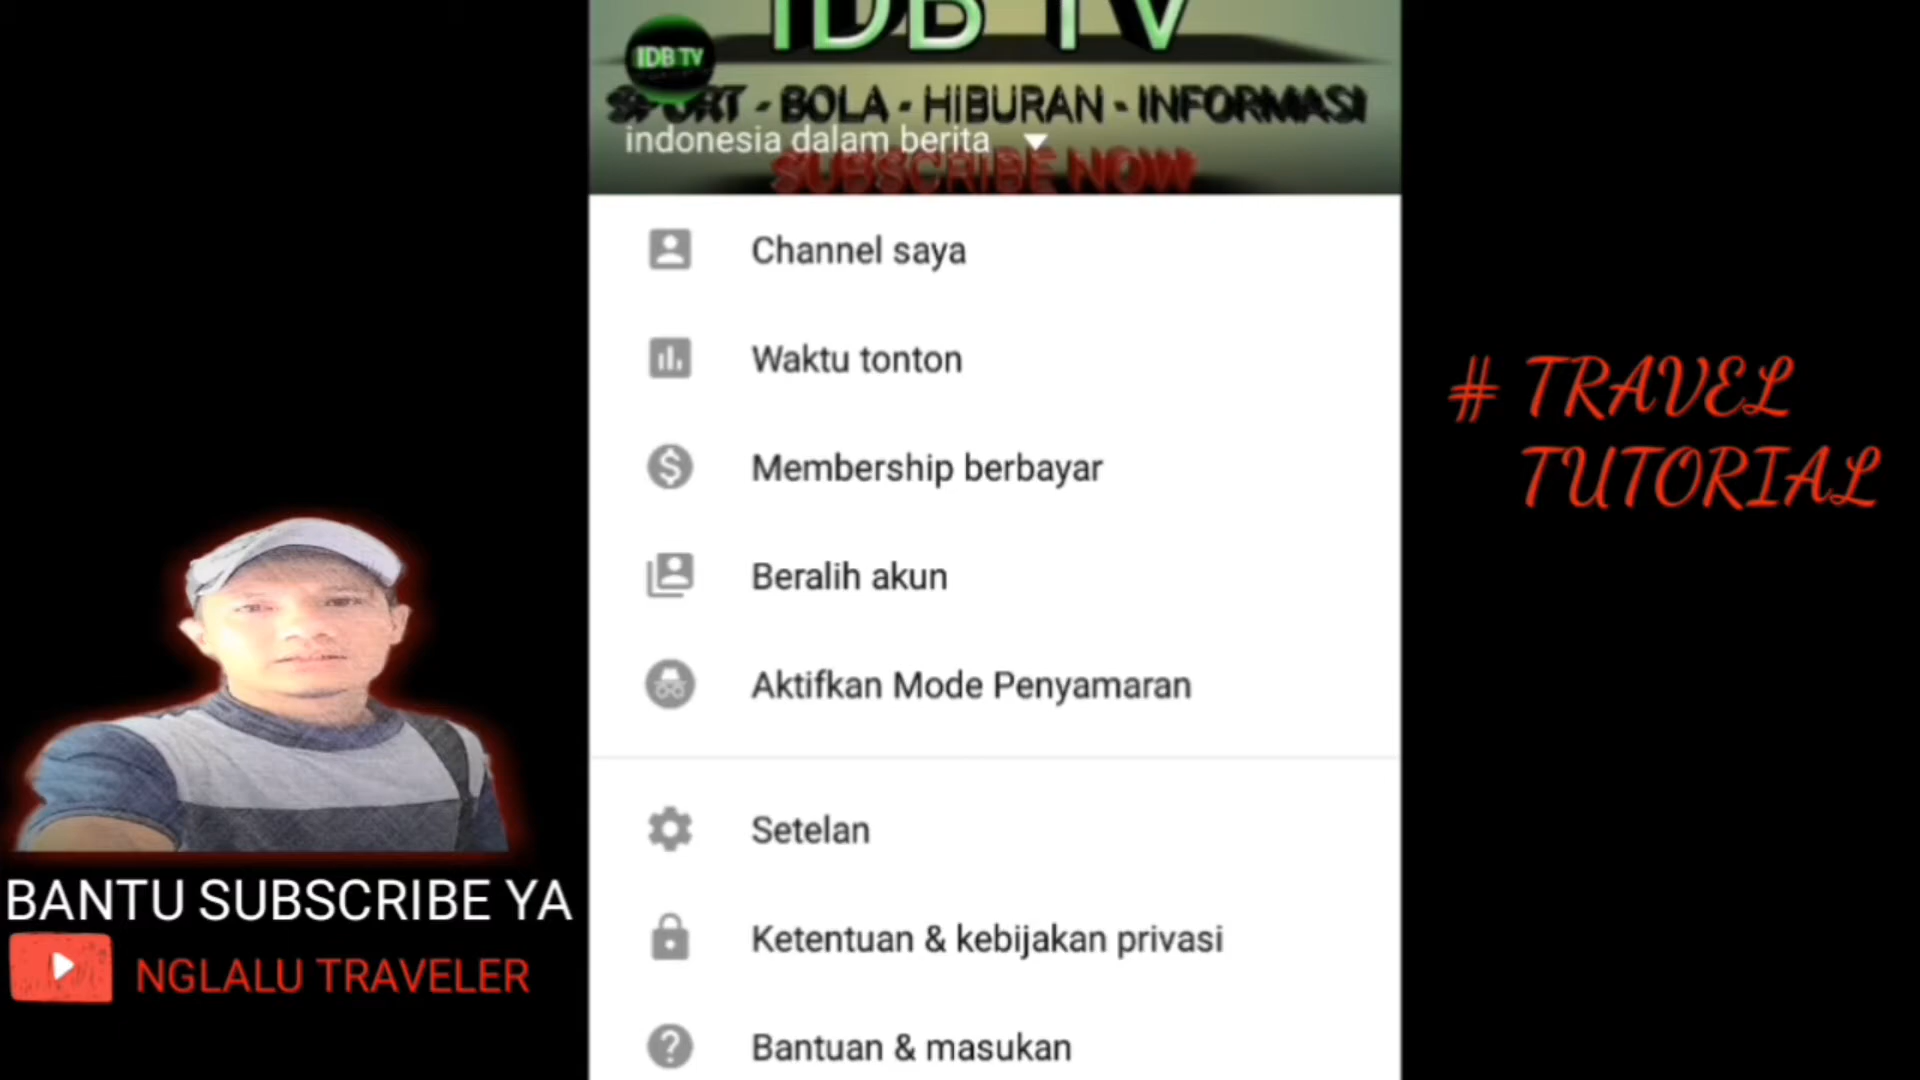 IDB TV
IDB TV
SPORT - BOLA - HIBURAN - INFORMASI
indonesia dalam berita
SUBSCRIBE NOW
Channel saya
Waktu tonton
Membership berbayar
Beralih akun
Aktifkan Mode Penyamaran
Setelan
Ketentuan & kebijakan privasi
Bantuan & masukan
# TRAVEL
TUTORIAL
BANTU SUBSCRIBE YA
NGLALU TRAVELER